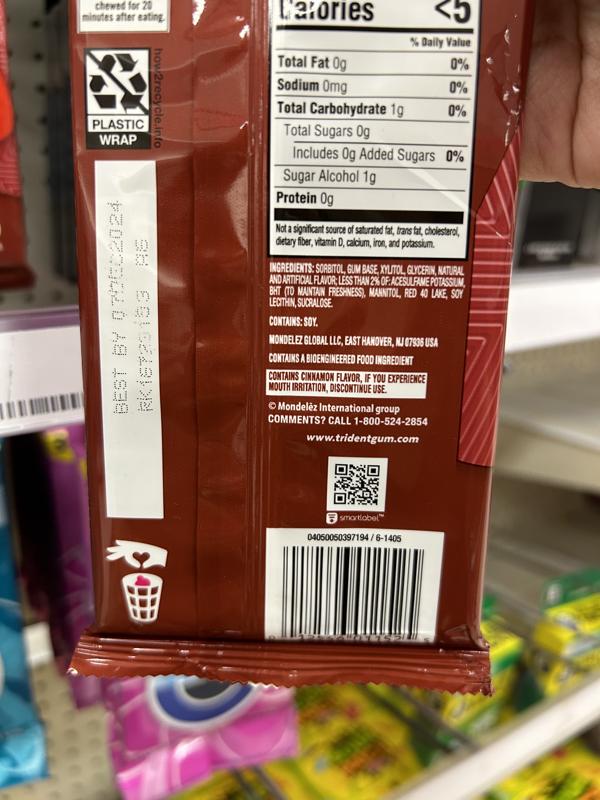 chewed for 20
minutes after eating.
how2recycle.info
PLASTIC
WRAP
BEST BY
Calories <5
% Daily Value
Total Fat 0g 0%
Sodium 0mg 0%
Total Carbohydrate 1g 0%
Total Sugars 0g
Includes 0g Added Sugars 0%
Sugar Alcohol 1g
Protein 0g
Not a significant source of saturated fat, trans fat, cholesterol,
dietary fiber, vitamin D, calcium, iron, and potassium.
INGREDIENTS: SORBITOL, GUM BASE, XYLITOL, GLYCERIN, NATURAL
AND ARTIFICIAL FLAVOR; LESS THAN 2% OF: ACESULFAME POTASSIUM,
BHT (TO MAINTAIN FRESHNESS), MANNITOL, RED 40 LAKE, SOY
LECITHIN, SUCRALOSE.
CONTAINS: SOY.
MONDELEZ GLOBAL LLC, EAST HANOVER, NJ 07936 USA
CONTAINS A BIOENGINEERED FOOD INGREDIENT
CONTAINS CINNAMON FLAVOR, IF YOU EXPERIENCE
MOUTH IRRITATION, DISCONTINUE USE.
© Mondelēz International group
COMMENTS? CALL 1-800-524-2854
www.tridentgum.com
smartlabel™
04050050397194 / 6-1405